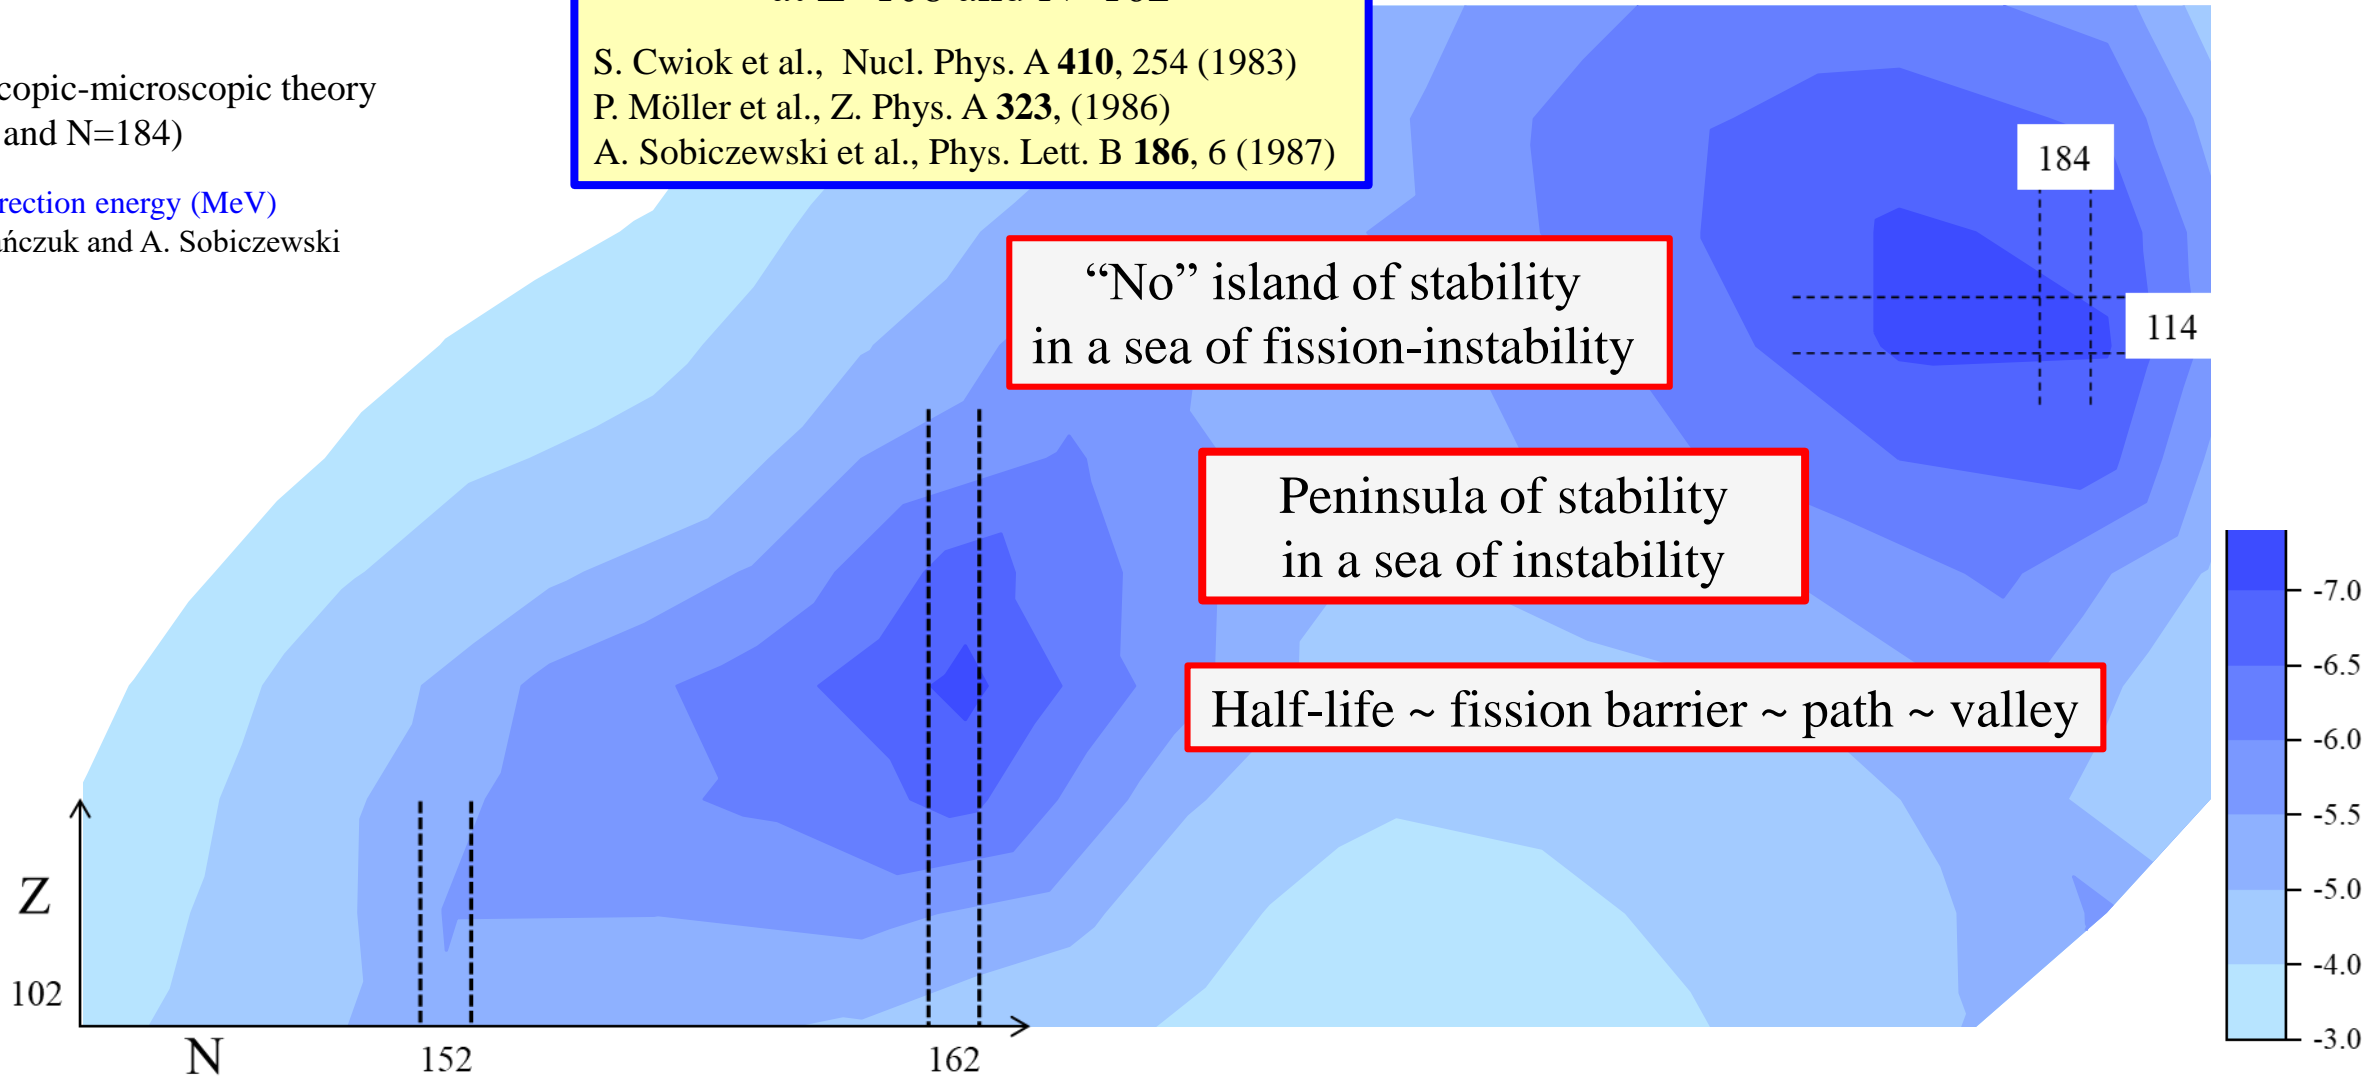 S. Cwiok et al., Nucl. Phys. A 410, 254 (1983)
P. Möller et al., Z. Phys. A 323, (1986)
A. Sobiczewski et al., Phys. Lett. B 186, 6 (1987)
copic-microscopic theory
and N=184)
rection energy (MeV)
ańczuk and A. Sobiczewski
184
114
“No” island of stability
in a sea of fission-instability
Peninsula of stability
in a sea of instability
Half-life ~ fission barrier ~ path ~ valley
-7.0
-6.5
-6.0
-5.5
-5.0
-4.0
-3.0
Z
102
N
152
162